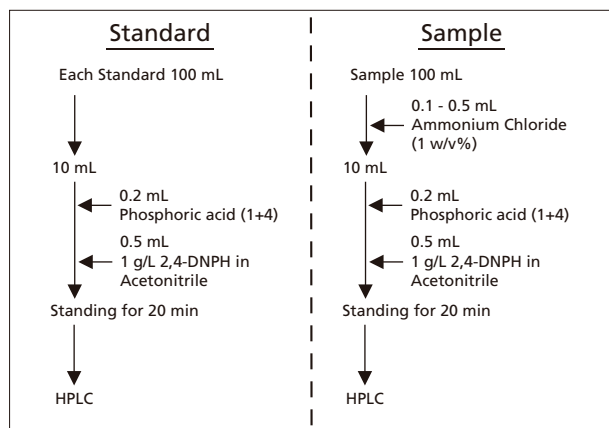 Standard
Each Standard 100 mL
10 mL
0.2 mL
Phosphoric acid (1+4)
0.5 mL
1 g/L 2,4-DNPH in
Acetonitrile
Standing for 20 min
HPLC
Sample
Sample 100 mL
0.1 - 0.5 mL
Ammonium Chloride
(1 w/v%)
10 mL
0.2 mL
Phosphoric acid (1+4)
0.5 mL
1 g/L 2,4-DNPH in
Acetonitrile
Standing for 20 min
HPLC